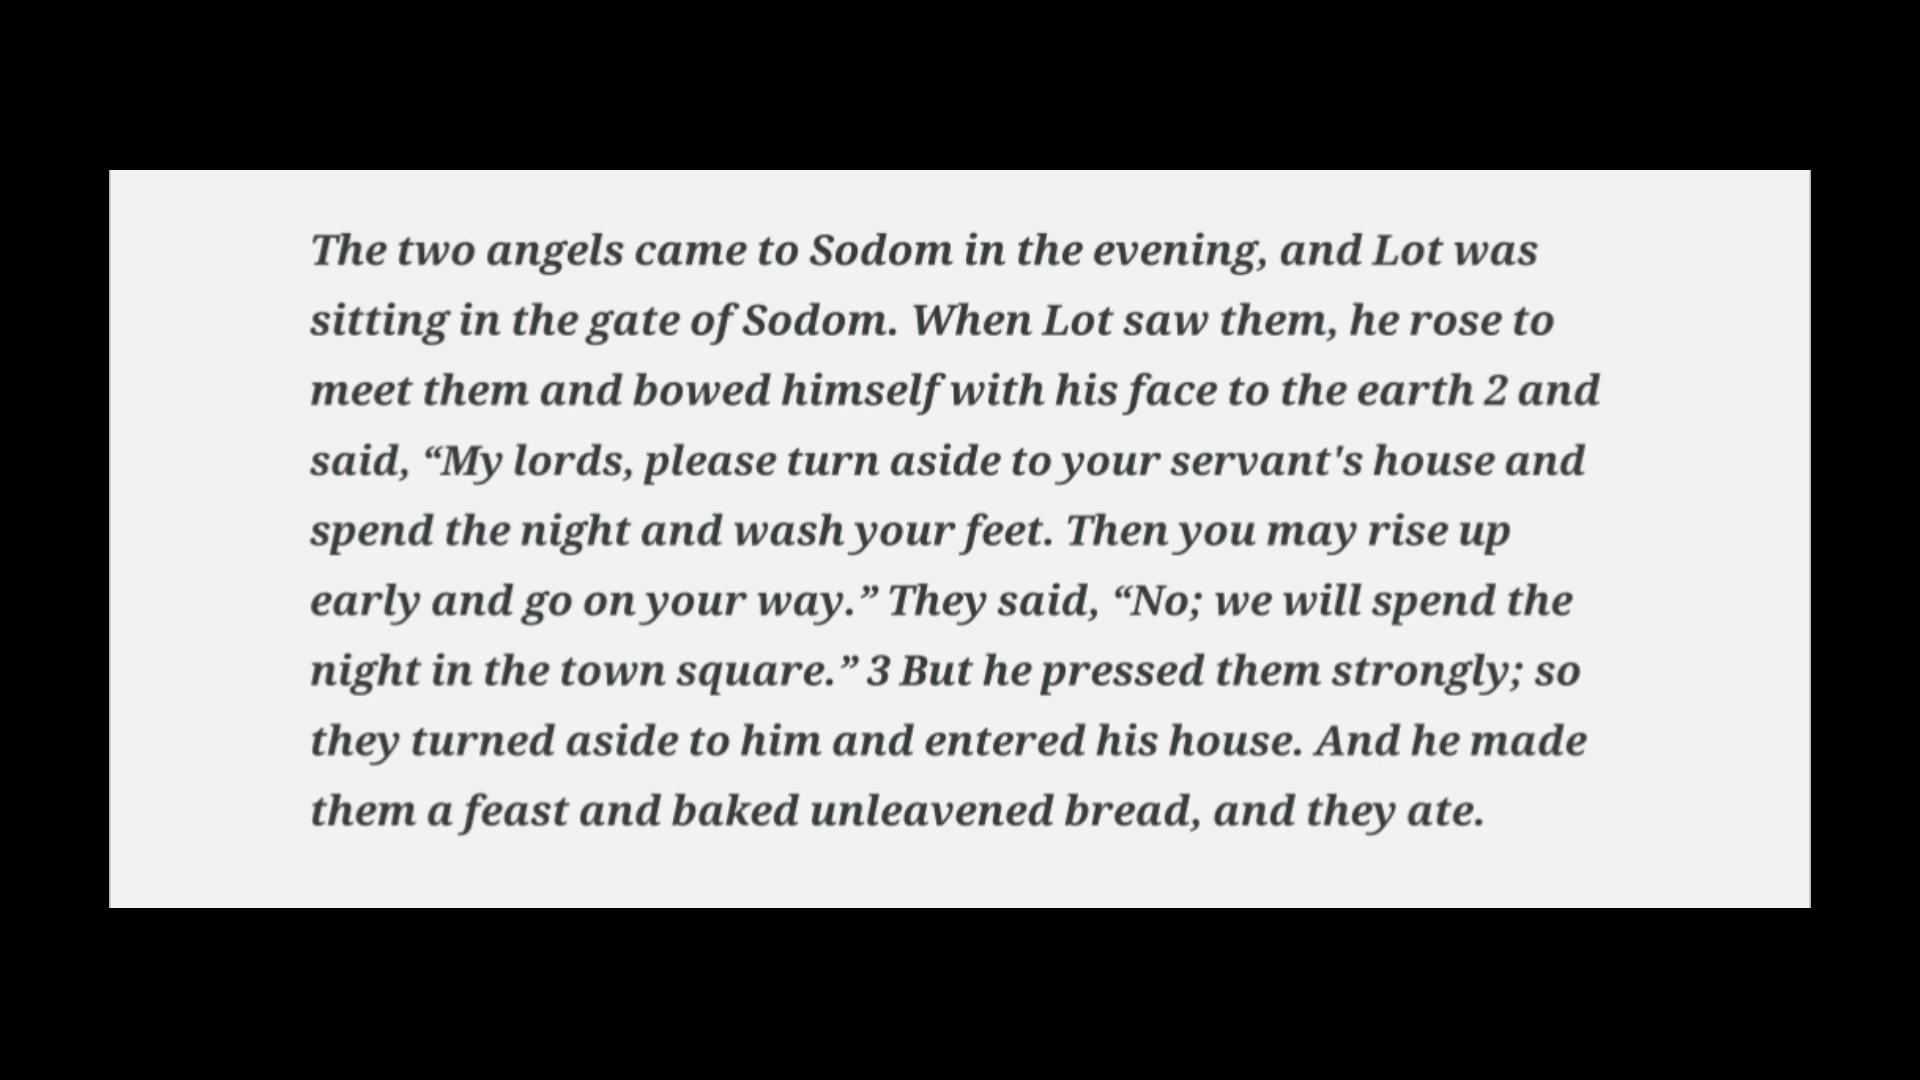 The two angels came to Sodom in the evening, and Lot was
sitting in the gate of Sodom. When Lot saw them, he rose to
meet them and bowed himself with his face to the earth 2 and
said, “My lords, please turn aside to your servant's house and
spend the night and wash your feet. Then you may rise up
early and go on your way.” They said, “No; we will spend the
night in the town square.” 3 But he pressed them strongly; so
they turned aside to him and entered his house. And he made
them a feast and baked unleavened bread, and they ate.